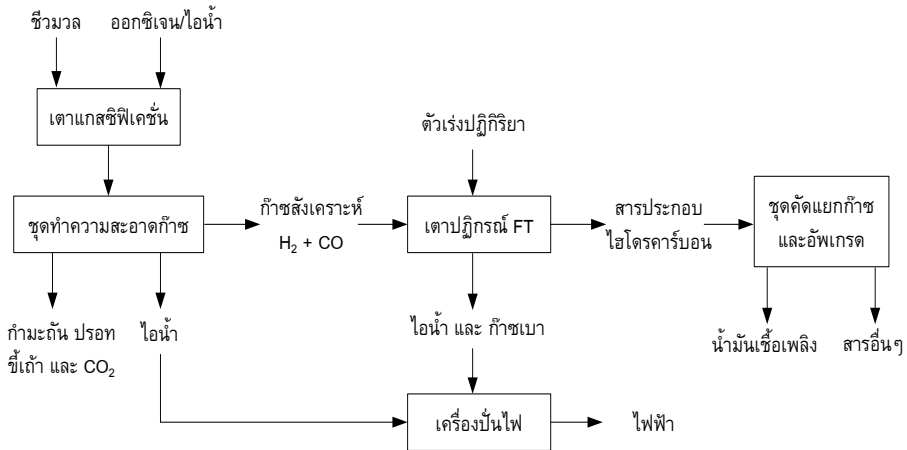 ชีวมวล
ออกซิเจน/ไอน้ำ
เตาแกสซิฟิเคชั่น
ตัวเร่งปฏิกิริยา
ชุดทำความสะอาดก๊าซ
ก๊าซสังเคราะห์
H₂ + CO
เตาปฏิกรณ์ FT
สารประกอบ
ไฮโดรคาร์บอน
ชุดคัดแยกก๊าซ
และอัพเกรด
กำมะถัน ปรอท
ขี้เถ้า และ CO₂
ไอน้ำ
ไอน้ำ และ ก๊าซเบา
น้ำมันเชื้อเพลิง
สารอื่นๆ
เครื่องปั่นไฟ
ไฟฟ้า